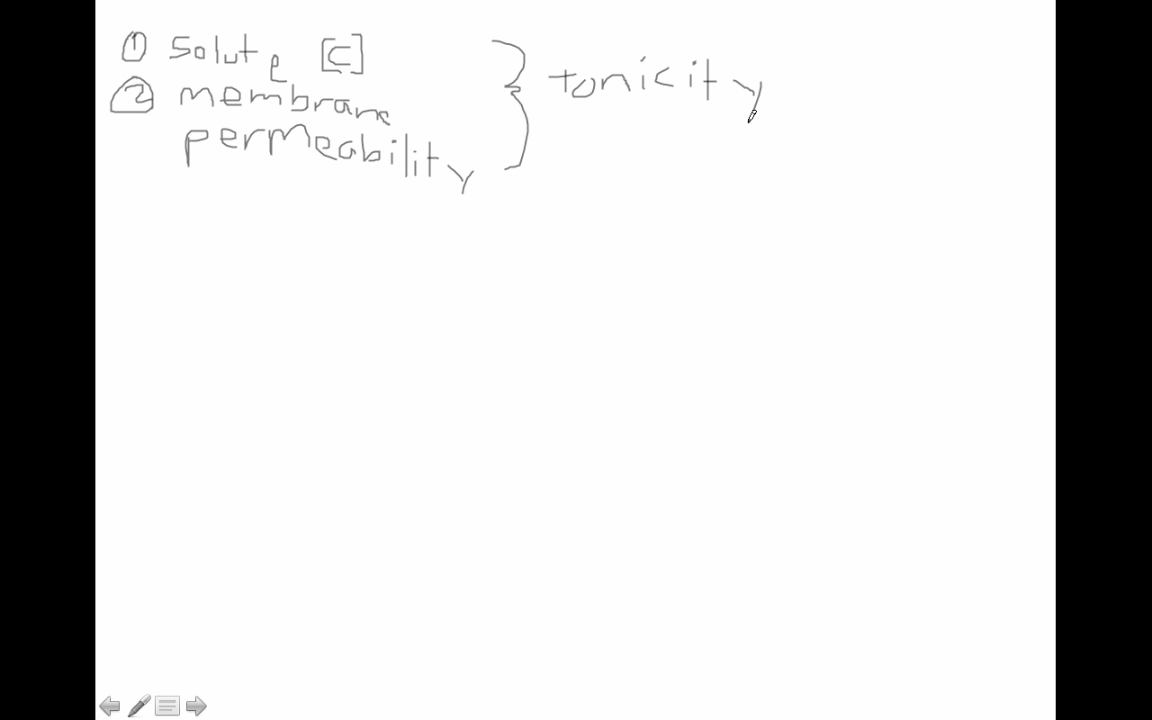 ① Solute [C]
② membrane
permeability
tonicity